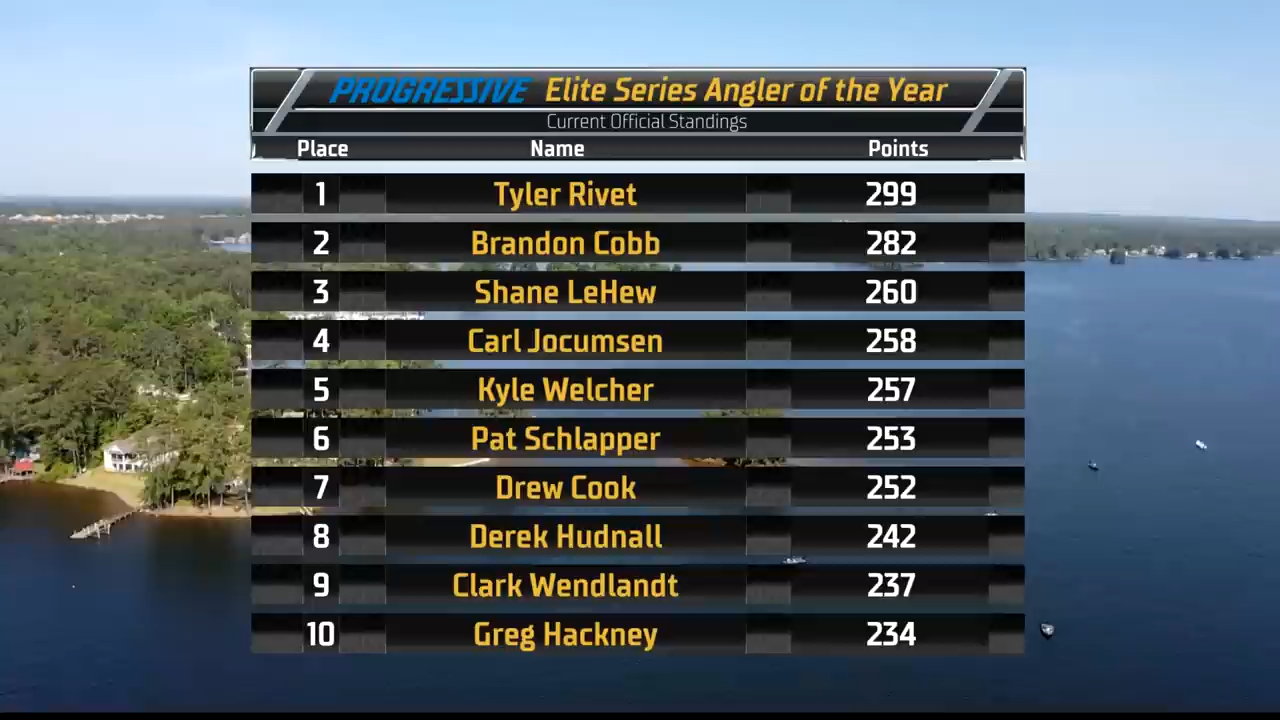 PROGRESSIVE Elite Series Angler of the Year
Current Official Standings
Place Name Points
1 Tyler Rivet 299
2 Brandon Cobb 282
3 Shane LeHew 260
4 Carl Jocumsen 258
5 Kyle Welcher 257
6 Pat Schlapper 253
7 Drew Cook 252
8 Derek Hudnall 242
9 Clark Wendlandt 237
10 Greg Hackney 234